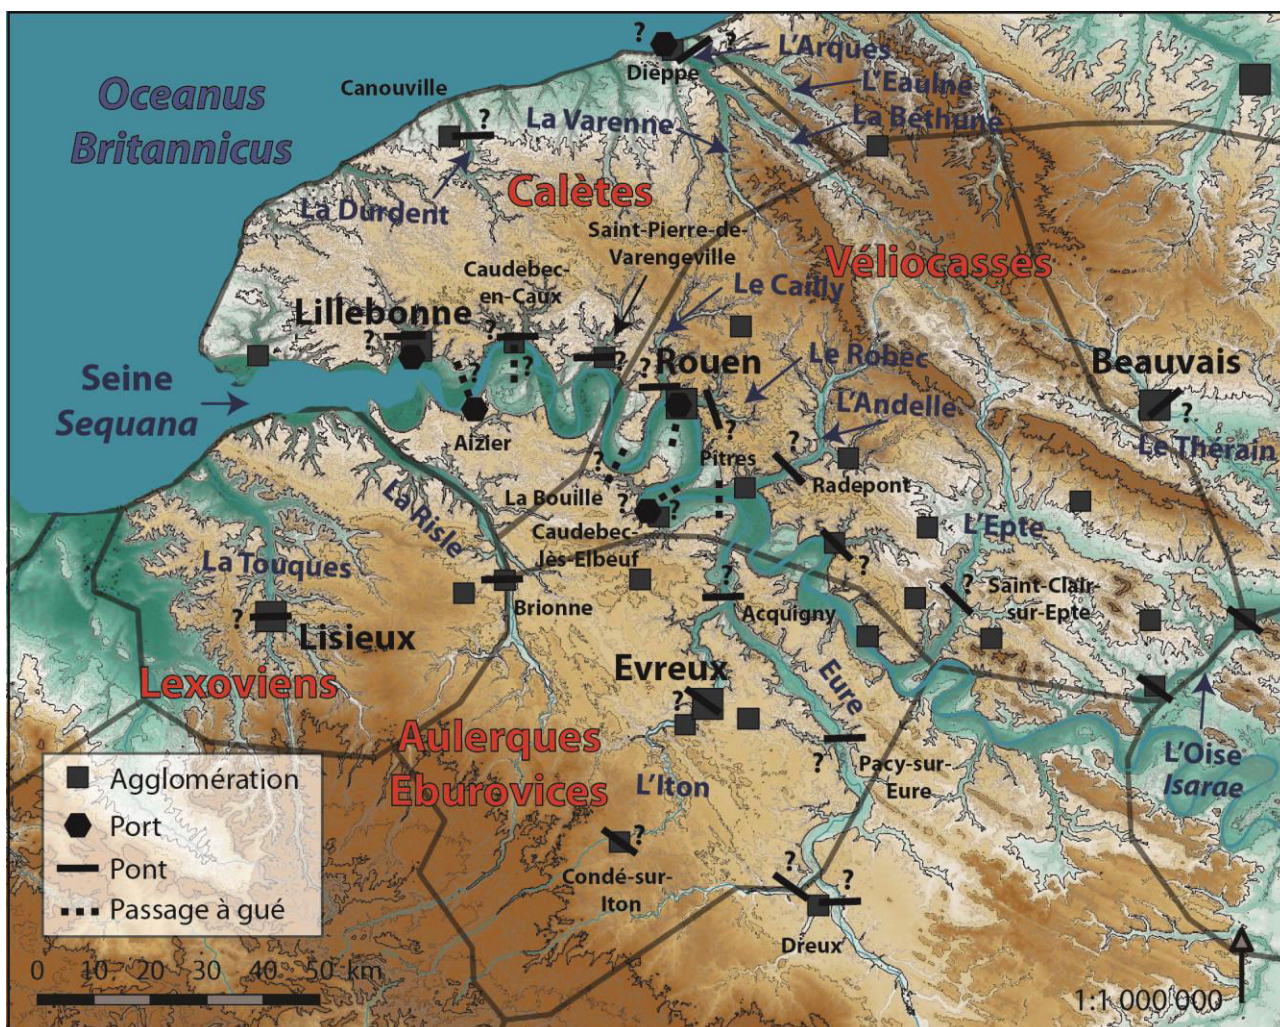 ?
?
L'Arques
Dieppe
Canouville
L'Eaulne
Oceanus
Britannicus
?
La Varenne
La Béthune
Calètes
La Durdent
Saint-Pierre-de-
Varengeville
Véliocasses
Caudebec-
en-Caux
Le Cailly
Lillebonne
?
?
?
?
?
Rouen
?
Le Robec
Beauvais
?
Seine
Sequana
L'Andelle
Aizier
?
?
Pitres
?
Radepont
Le Thérain
La Bouille
?
?
La Risle
Caudebec-
lès-Elbeuf
L'Epte
?
La Touques
?
?
Saint-Clair-
sur-Epte
Brionne
Acquigny
?
Lisieux
Evreux
?
Lexoviens
Eure
Aulerques
Eburovices
L'Iton
?
Pacy-sur-
Eure
L'Oise
Isarae
?
Condé-sur-
Iton
?
?
Dreux
Agglomération
Port
Pont
Passage à gué
0 10 20 30 40 50 km
1:1 000 000